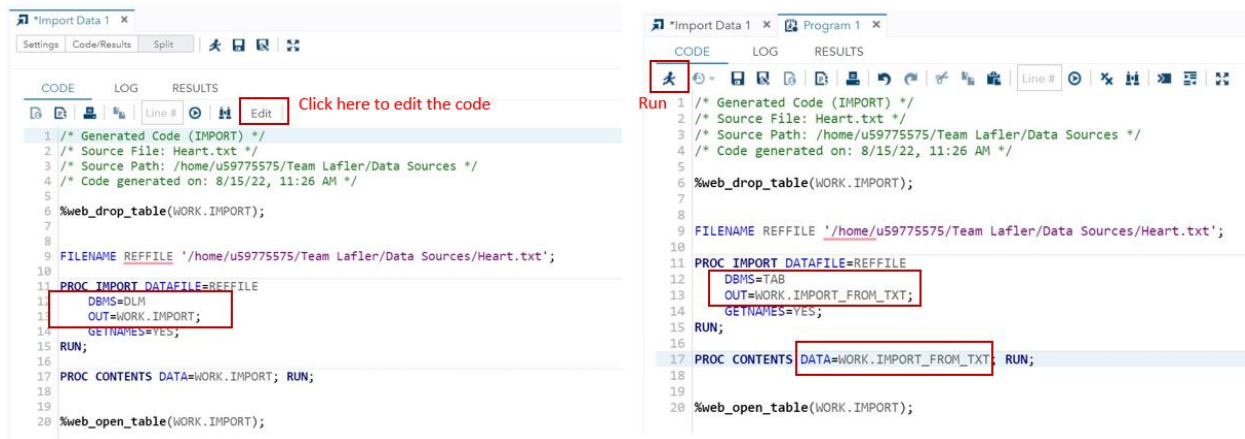 *Import Data 1 ×
Settings Code/Results Split
CODE LOG RESULTS
Line # Edit
Click here to edit the code
1 /* Generated Code (IMPORT) */
2 /* Source File: Heart.txt */
3 /* Source Path: /home/u59775575/Team Lafler/Data Sources */
4 /* Code generated on: 8/15/22, 11:26 AM */
5
6 %web_drop_table(WORK.IMPORT);
7
8
9 FILENAME REFFILE '/home/u59775575/Team Lafler/Data Sources/Heart.txt';
10
11 PROC IMPORT DATAFILE=REFFILE
12 DBMS=DLM
13 OUT=WORK.IMPORT;
14 GETNAMES=YES;
15 RUN;
16
17 PROC CONTENTS DATA=WORK.IMPORT; RUN;
18
19
20 %web_open_table(WORK.IMPORT);
*Import Data 1 × Program 1 ×
CODE LOG RESULTS
Line #
Run
1 /* Generated Code (IMPORT) */
2 /* Source File: Heart.txt */
3 /* Source Path: /home/u59775575/Team Lafler/Data Sources */
4 /* Code generated on: 8/15/22, 11:26 AM */
5
6 %web_drop_table(WORK.IMPORT);
7
8
9 FILENAME REFFILE '/home/u59775575/Team Lafler/Data Sources/Heart.txt';
10
11 PROC IMPORT DATAFILE=REFFILE
12 DBMS=TAB
13 OUT=WORK.IMPORT_FROM_TXT;
14 GETNAMES=YES;
15 RUN;
16
17 PROC CONTENTS DATA=WORK.IMPORT_FROM_TXT; RUN;
18
19
20 %web_open_table(WORK.IMPORT);